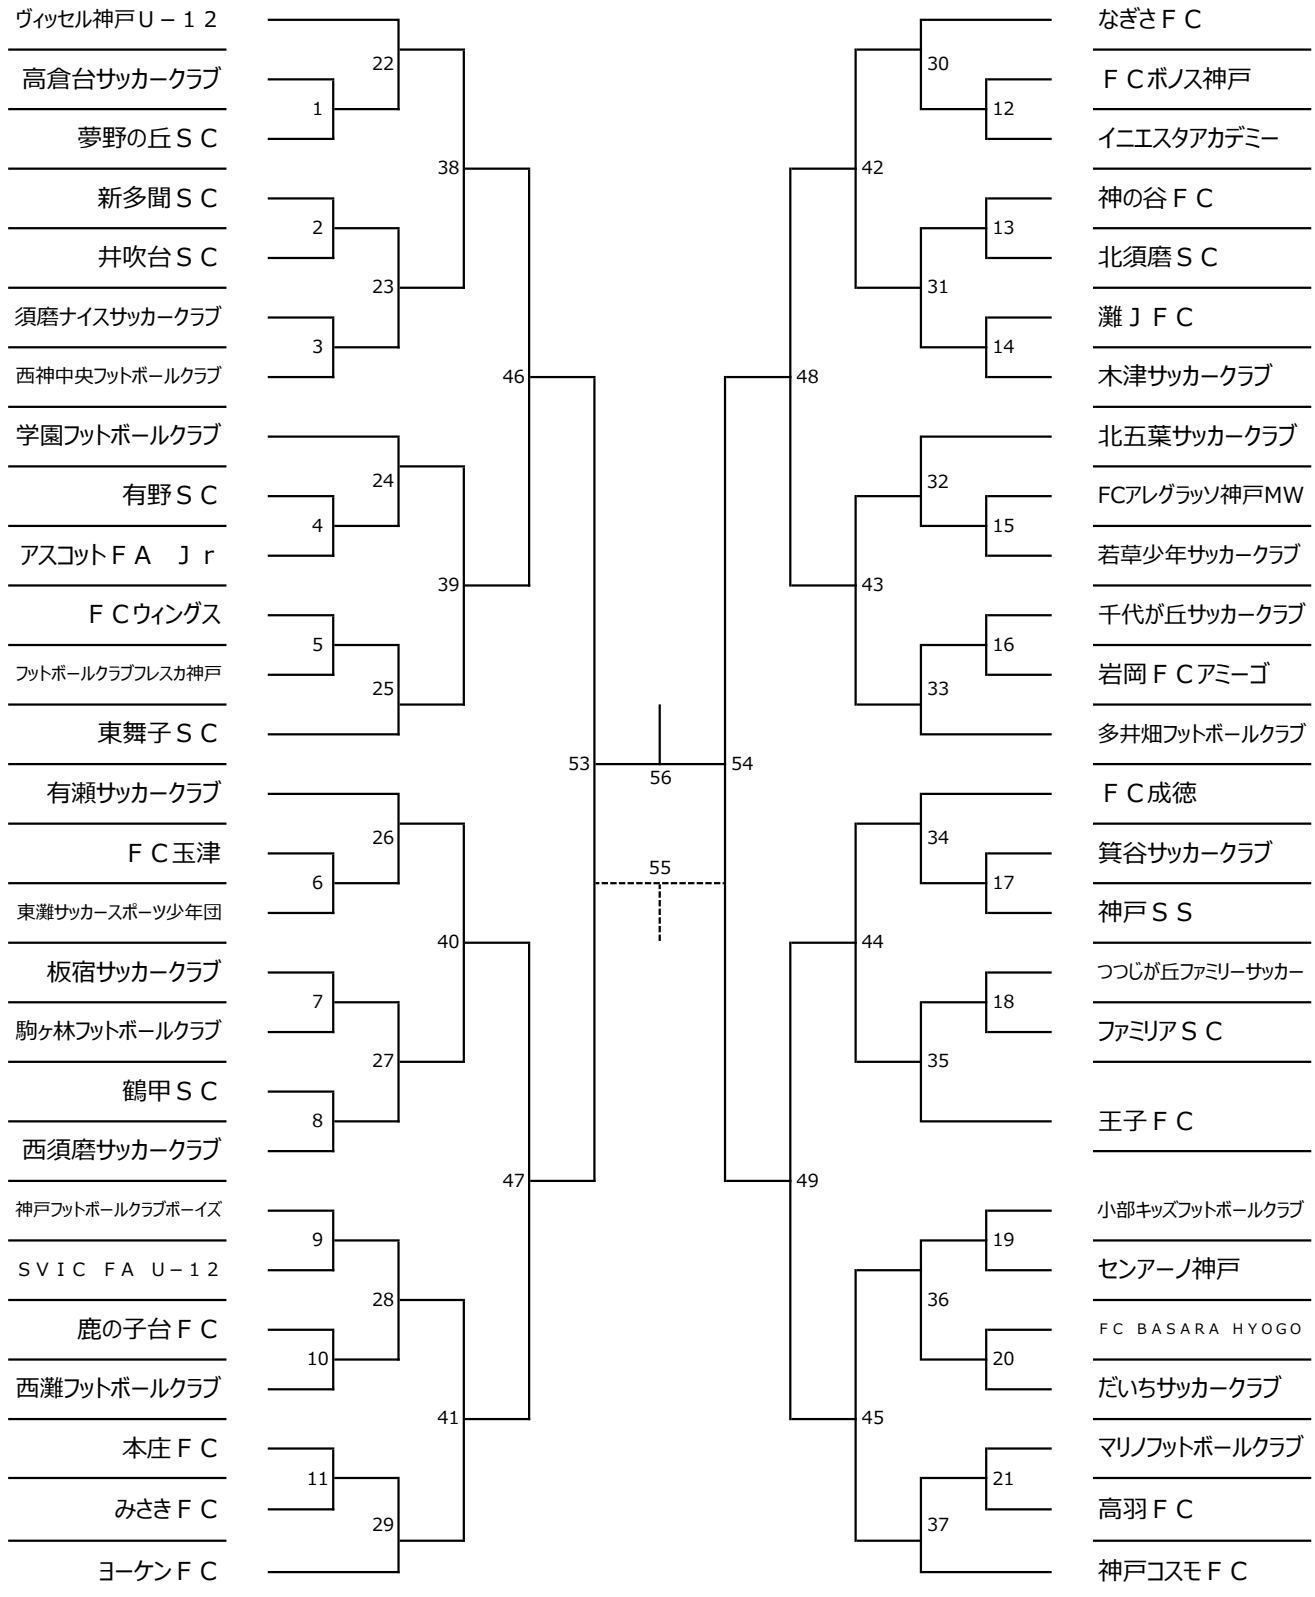 ヴィッセル神戸Ｕ－１２
高倉台サッカークラブ
夢野の丘ＳＣ
新多聞ＳＣ
井吹台ＳＣ
須磨ナイスサッカークラブ
西神中央フットボールクラブ
学園フットボールクラブ
有野ＳＣ
アスコットＦＡ　Ｊｒ
ＦＣウィングス
フットボールクラブフレスカ神戸
東舞子ＳＣ
有瀬サッカークラブ
ＦＣ玉津
東灘サッカースポーツ少年団
板宿サッカークラブ
駒ヶ林フットボールクラブ
鶴甲ＳＣ
西須磨サッカークラブ
神戸フットボールクラブボーイズ
ＳＶＩＣ　ＦＡ　Ｕ－１２
鹿の子台ＦＣ
西灘フットボールクラブ
本庄ＦＣ
みさきＦＣ
ヨーケンＦＣ
1
2
3
4
5
6
7
8
9
10
11
22
23
24
25
26
27
28
29
38
39
40
41
46
47
53
56
55
54
48
49
42
43
44
45
30
31
32
33
34
35
36
37
12
13
14
15
16
17
18
19
20
21
なぎさＦＣ
ＦＣボノス神戸
イニエスタアカデミー
神の谷ＦＣ
北須磨ＳＣ
灘ＪＦＣ
木津サッカークラブ
北五葉サッカークラブ
FCアレグラッソ神戸MW
若草少年サッカークラブ
千代が丘サッカークラブ
岩岡ＦＣアミーゴ
多井畑フットボールクラブ
ＦＣ成徳
箕谷サッカークラブ
神戸ＳＳ
つつじが丘ファミリーサッカー
ファミリアＳＣ
王子ＦＣ
小部キッズフットボールクラブ
センアーノ神戸
ＦＣ　ＢＡＳＡＲＡ　ＨＹＯＧＯ
だいちサッカークラブ
マリノフットボールクラブ
高羽ＦＣ
神戸コスモＦＣ